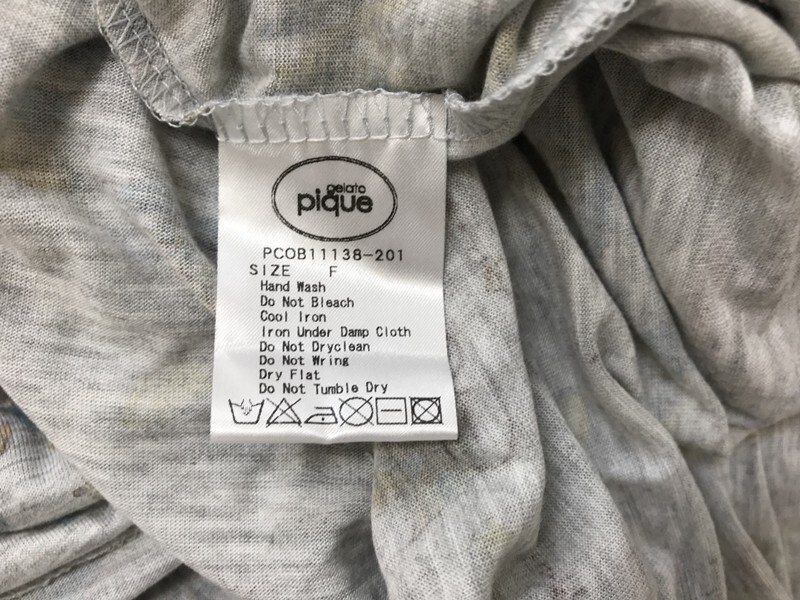 gelato
pique
PCOB11138-201
SIZE F
Hand Wash
Do Not Bleach
Cool Iron
Iron Under Damp Cloth
Do Not Dryclean
Do Not Wring
Dry Flat
Do Not Tumble Dry